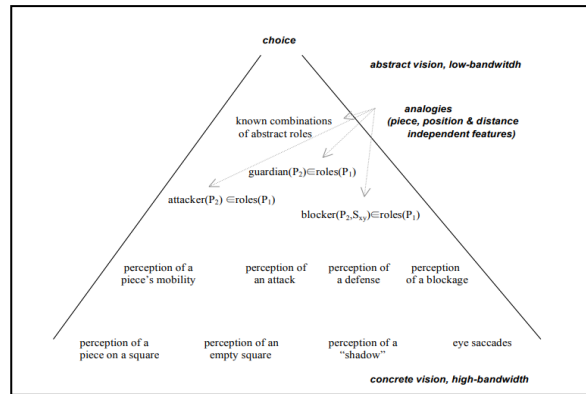 choice
abstract vision, low-bandwitdh
analogies
(piece, position & distance
independent features)
known combinations
of abstract roles
guardian(P₂)∈roles(P₁)
attacker(P₂) ∈roles(P₁)
blocker(P₂,Sxy)∈roles(P₁)
perception of a
piece's mobility
perception of
an attack
perception of
a defense
perception
of a blockage
perception of a
piece on a square
perception of an
empty square
perception of a
“shadow”
eye saccades
concrete vision, high-bandwidth